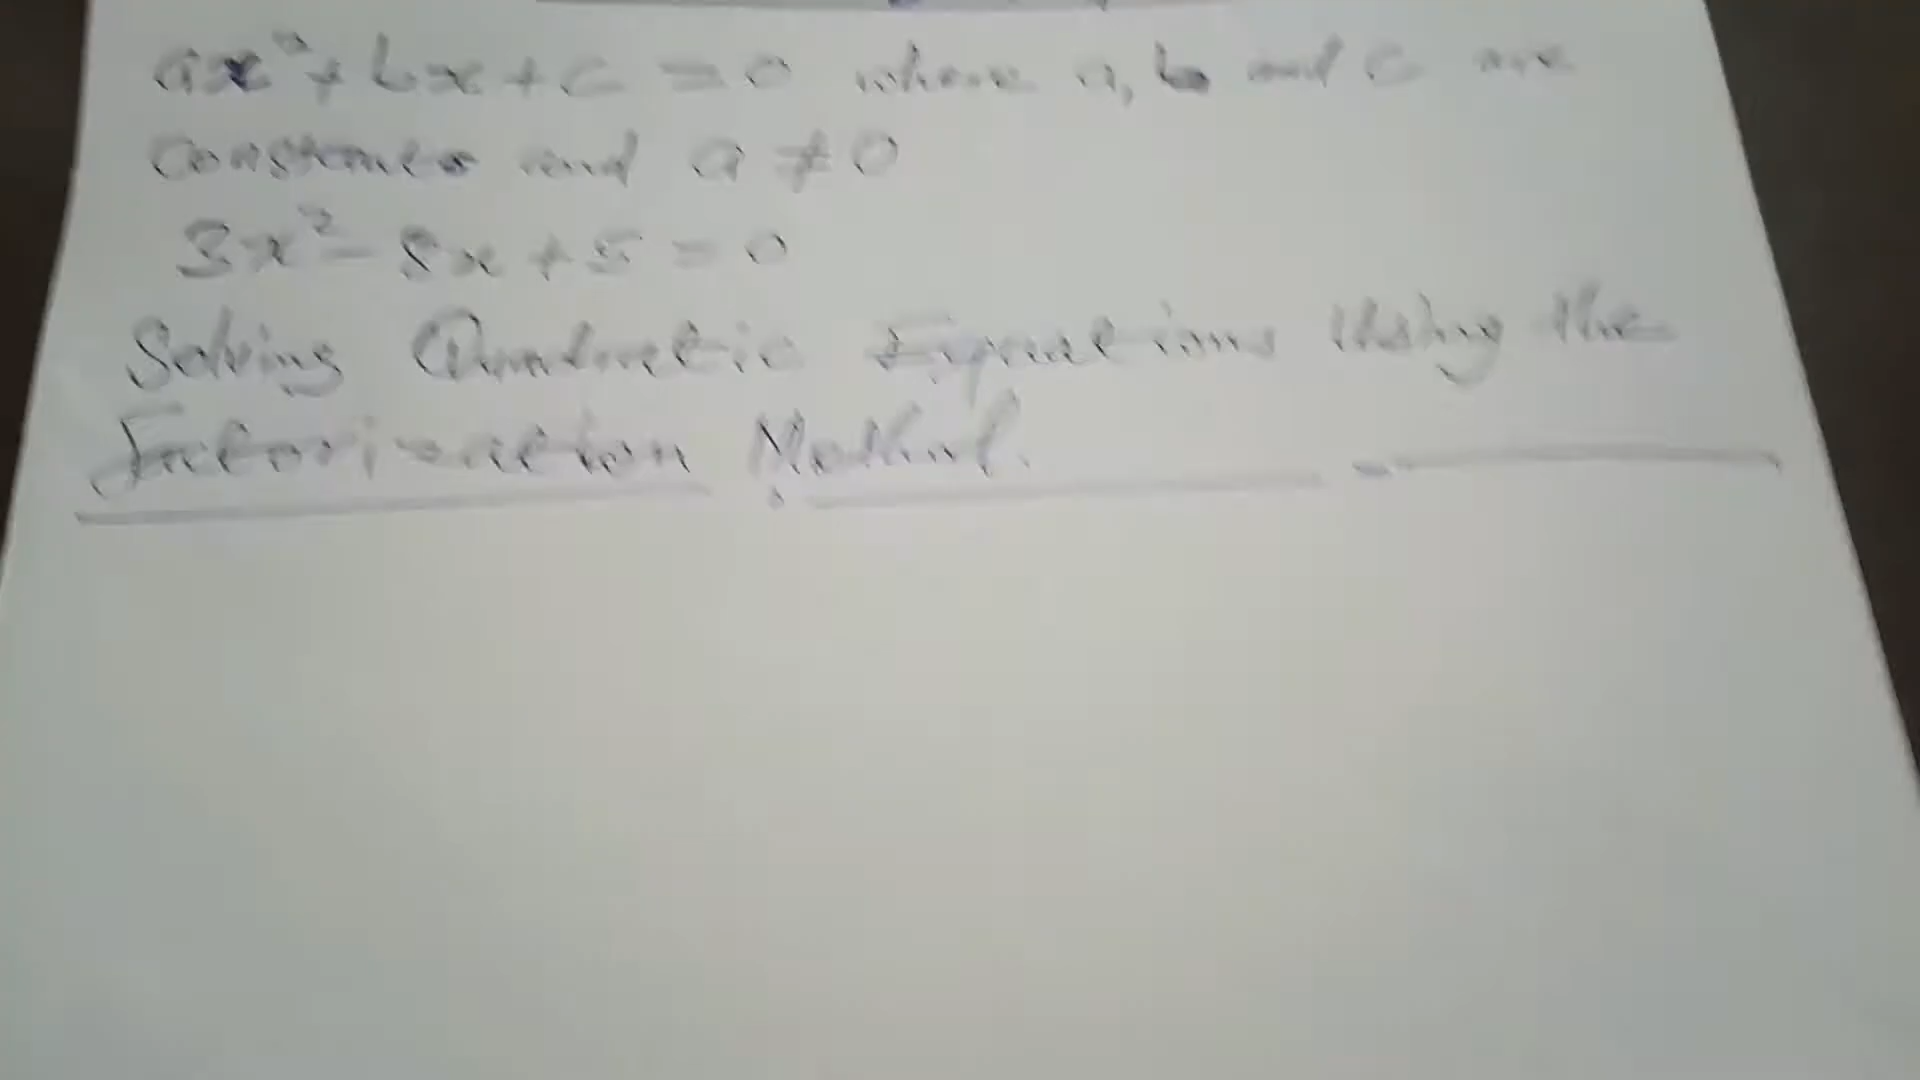 ax² + bx + c = 0 where a, b and c are
constants and a ≠ 0
3x² - 8x + 5 = 0
Solving Quadratic Equations Using the
Factorization Method.